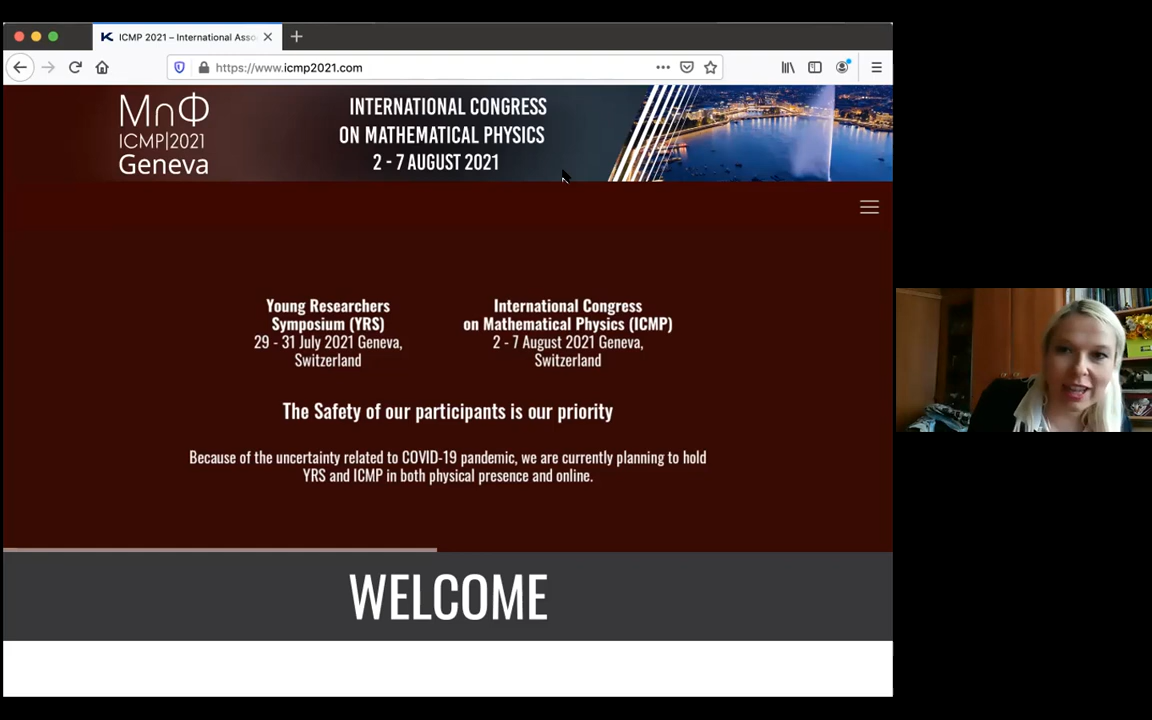 ICMP 2021 – International Asso
https://www.icmp2021.com
MпФ
ICMP|2021
Geneva
INTERNATIONAL CONGRESS
ON MATHEMATICAL PHYSICS
2 - 7 AUGUST 2021
Young Researchers
Symposium (YRS)
29 - 31 July 2021 Geneva,
Switzerland
International Congress
on Mathematical Physics (ICMP)
2 - 7 August 2021 Geneva,
Switzerland
The Safety of our participants is our priority
Because of the uncertainty related to COVID-19 pandemic, we are currently planning to hold
YRS and ICMP in both physical presence and online.
WELCOME